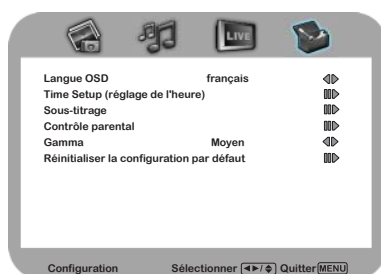 LIVE
Langue OSD français
Time Setup (réglage de l'heure)
Sous-titrage
Contrôle parental
Gamma Moyen
Réinitialiser la configuration par défaut
Configuration Sélectionner ◄►/♦ Quitter MENU